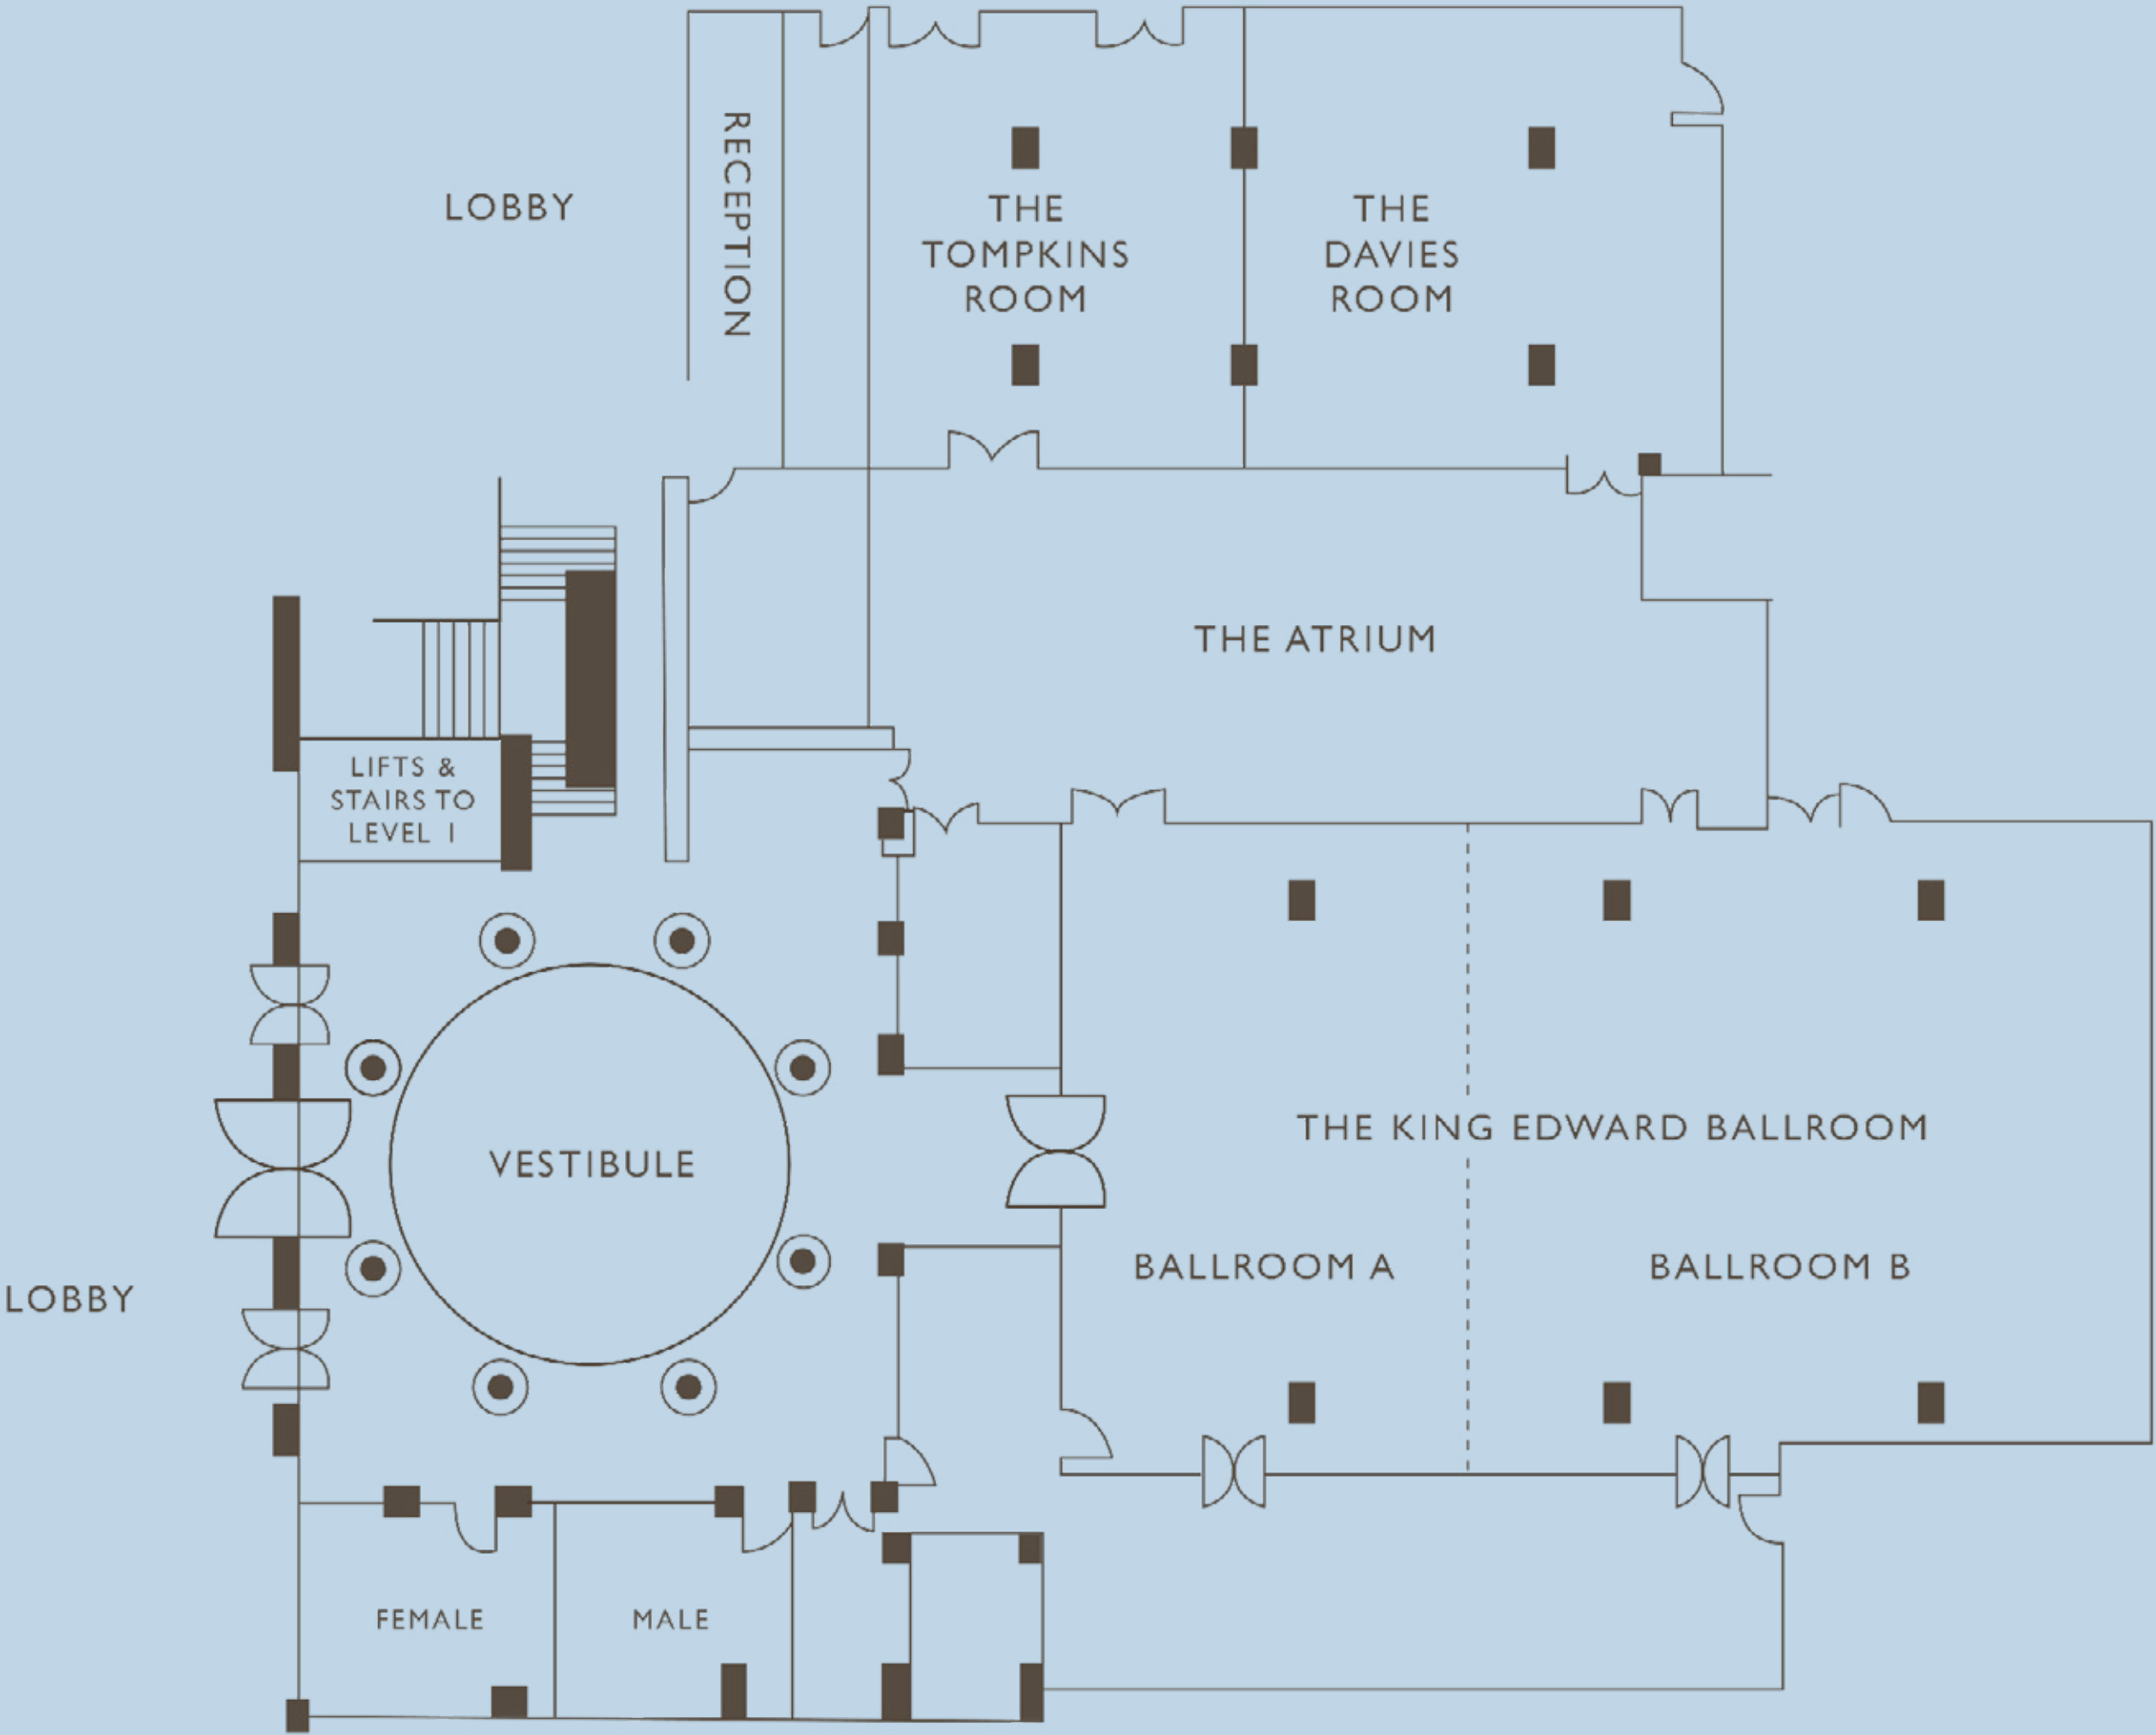 LOBBY
RECEPTION
THE
TOMPKINS
ROOM
THE
DAVIES
ROOM
THE ATRIUM
LIFTS &
STAIRS TO
LEVEL 1
VESTIBULE
THE KING EDWARD BALLROOM
BALLROOM A
BALLROOM B
LOBBY
FEMALE
MALE